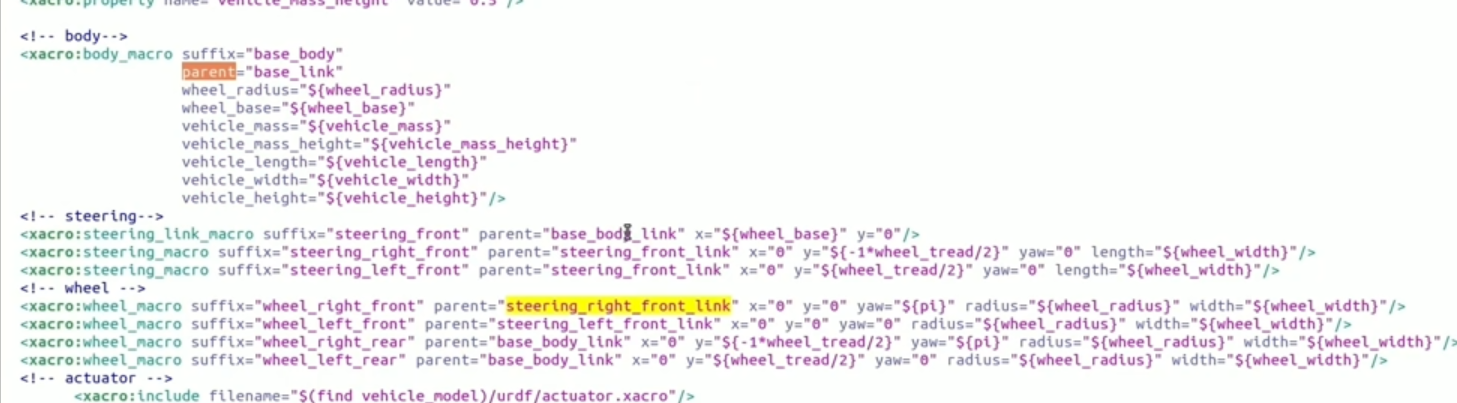 <xacro:property name="vehicle_mass_height" value="0.5"/>
<!-- body-->
<xacro:body_macro suffix="base_body"
parent="base_link"
wheel_radius="${wheel_radius}"
wheel_base="${wheel_base}"
vehicle_mass="${vehicle_mass}"
vehicle_mass_height="${vehicle_mass_height}"
vehicle_length="${vehicle_length}"
vehicle_width="${vehicle_width}"
vehicle_height="${vehicle_height}"/>
<!-- steering-->
<xacro:steering_link_macro suffix="steering_front" parent="base_body_link" x="${wheel_base}" y="0"/>
<xacro:steering_macro suffix="steering_right_front" parent="steering_front_link" x="0" y="${-1*wheel_tread/2}" yaw="0" length="${wheel_width}"/>
<xacro:steering_macro suffix="steering_left_front" parent="steering_front_link" x="0" y="${wheel_tread/2}" yaw="0" length="${wheel_width}"/>
<!-- wheel -->
<xacro:wheel_macro suffix="wheel_right_front" parent="steering_right_front_link" x="0" y="0" yaw="${pi}" radius="${wheel_radius}" width="${wheel_width}"/>
<xacro:wheel_macro suffix="wheel_left_front" parent="steering_left_front_link" x="0" y="0" yaw="0" radius="${wheel_radius}" width="${wheel_width}"/>
<xacro:wheel_macro suffix="wheel_right_rear" parent="base_body_link" x="0" y="${-1*wheel_tread/2}" yaw="${pi}" radius="${wheel_radius}" width="${wheel_width}"/>
<xacro:wheel_macro suffix="wheel_left_rear" parent="base_body_link" x="0" y="${wheel_tread/2}" yaw="0" radius="${wheel_radius}" width="${wheel_width}"/>
<!-- actuator -->
<xacro:include filename="$(find vehicle_model)/urdf/actuator.xacro"/>